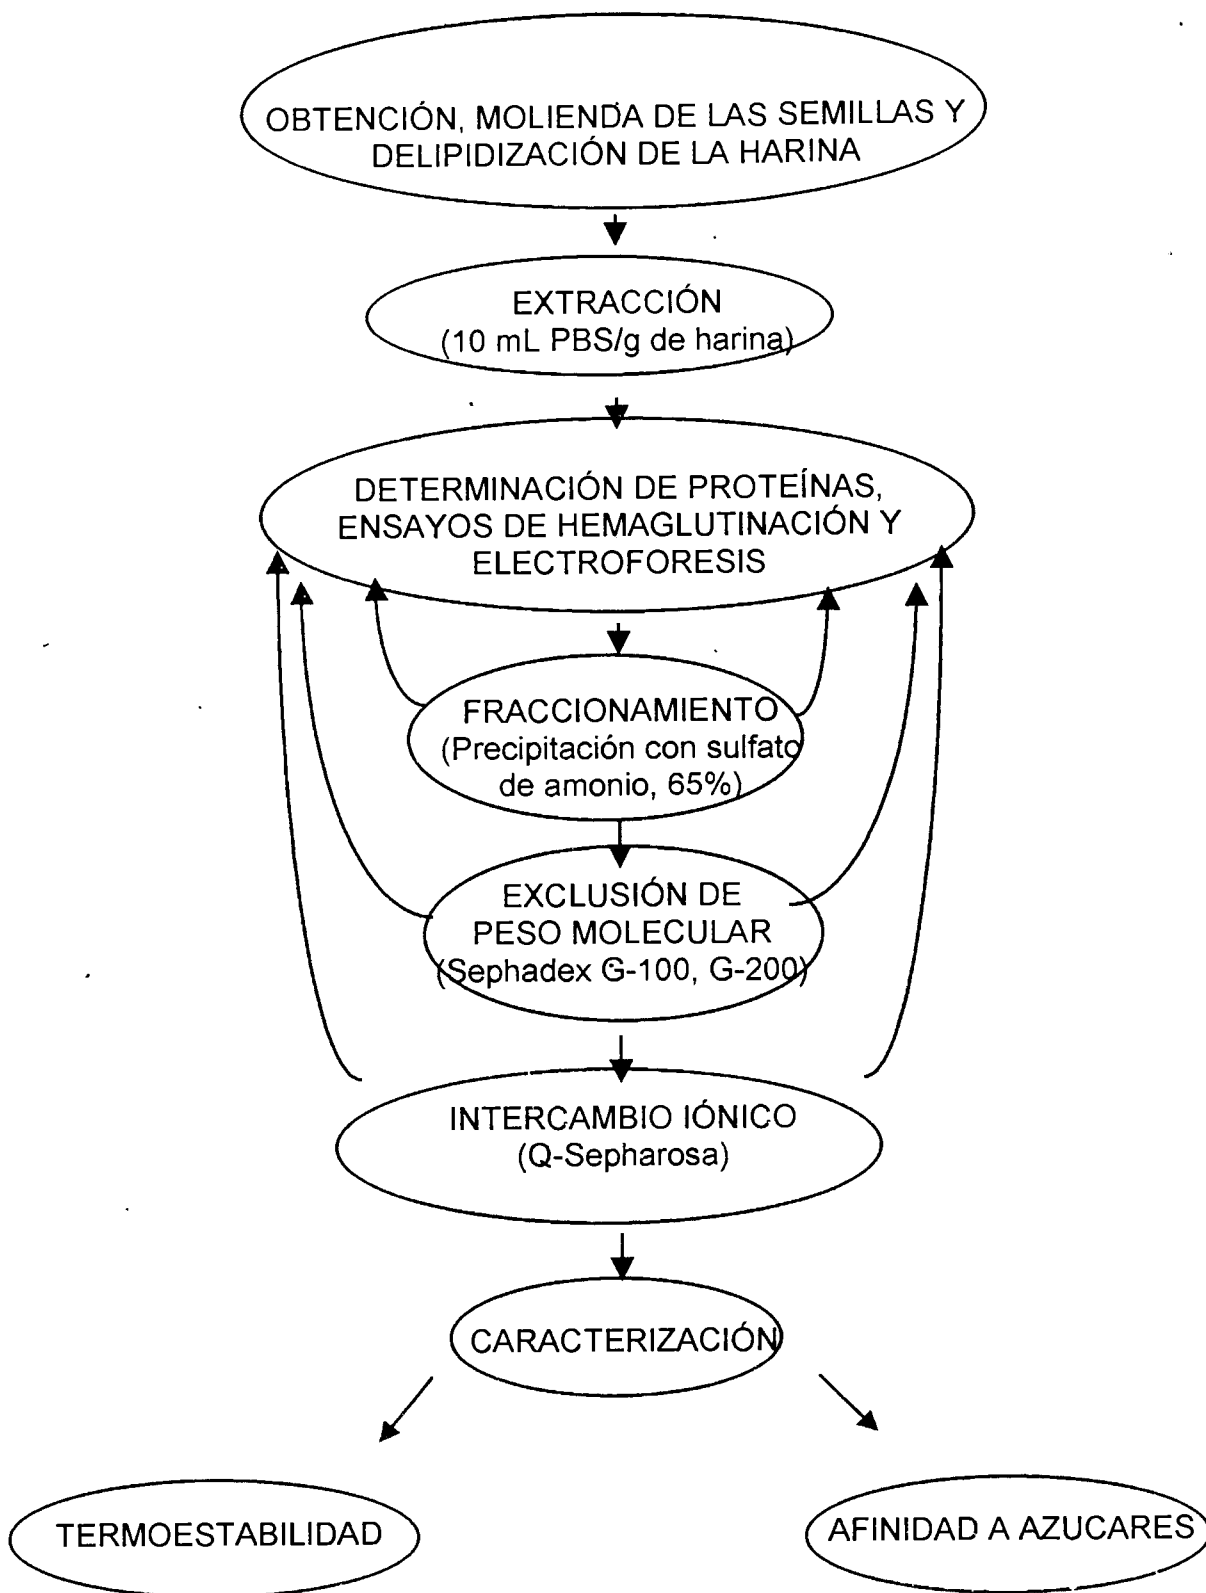 OBTENCIÓN, MOLIENDA DE LAS SEMILLAS Y
DELIPIDIZACIÓN DE LA HARINA
EXTRACCIÓN
(10 mL PBS/g de harina)
DETERMINACIÓN DE PROTEÍNAS,
ENSAYOS DE HEMAGLUTINACIÓN Y
ELECTROFORESIS
FRACCIONAMIENTO
(Precipitación con sulfato
de amonio, 65%)
EXCLUSIÓN DE
PESO MOLECULAR
(Sephadex G-100, G-200)
INTERCAMBIO IÓNICO
(Q-Sepharosa)
CARACTERIZACIÓN
TERMOESTABILIDAD
AFINIDAD A AZUCARES